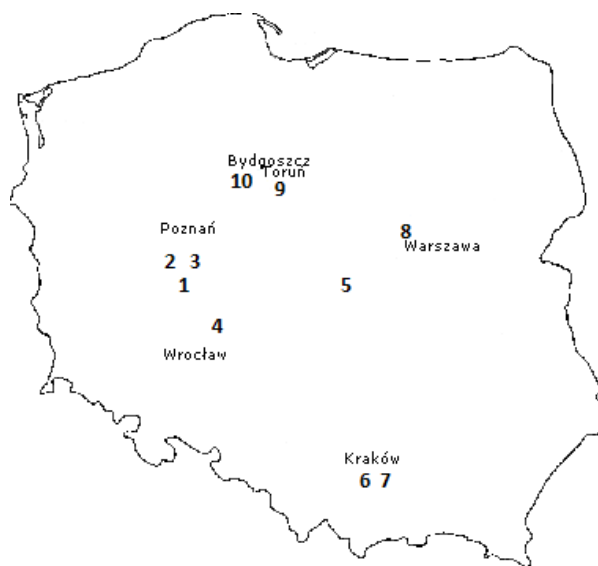 Bydgoszcz
10
Toruń
9
Poznań
8
Warszawa
2 3
1
5
4
Wrocław
Kraków
6 7